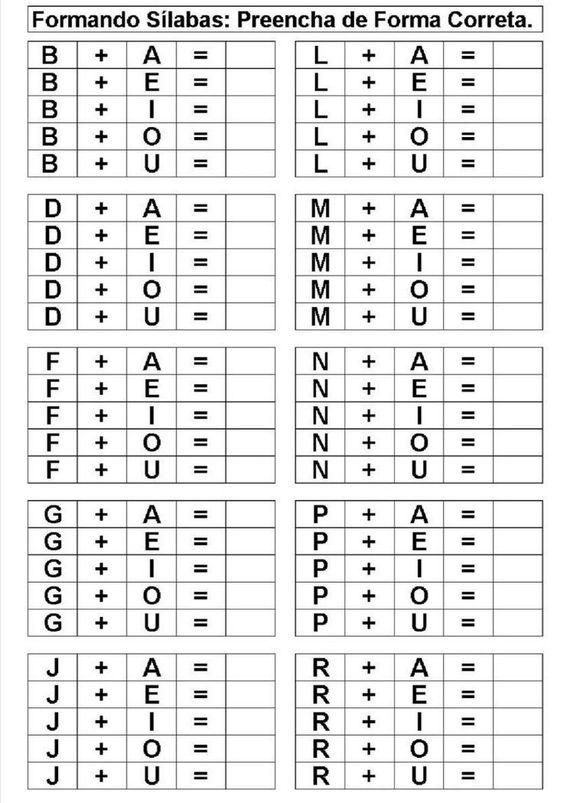 Formando Sílabas: Preencha de Forma Correta.
B + A =
B + E =
B + I =
B + O =
B + U =
L + A =
L + E =
L + I =
L + O =
L + U =
D + A =
D + E =
D + I =
D + O =
D + U =
M + A =
M + E =
M + I =
M + O =
M + U =
F + A =
F + E =
F + I =
F + O =
F + U =
N + A =
N + E =
N + I =
N + O =
N + U =
G + A =
G + E =
G + I =
G + O =
G + U =
P + A =
P + E =
P + I =
P + O =
P + U =
J + A =
J + E =
J + I =
J + O =
J + U =
R + A =
R + E =
R + I =
R + O =
R + U =